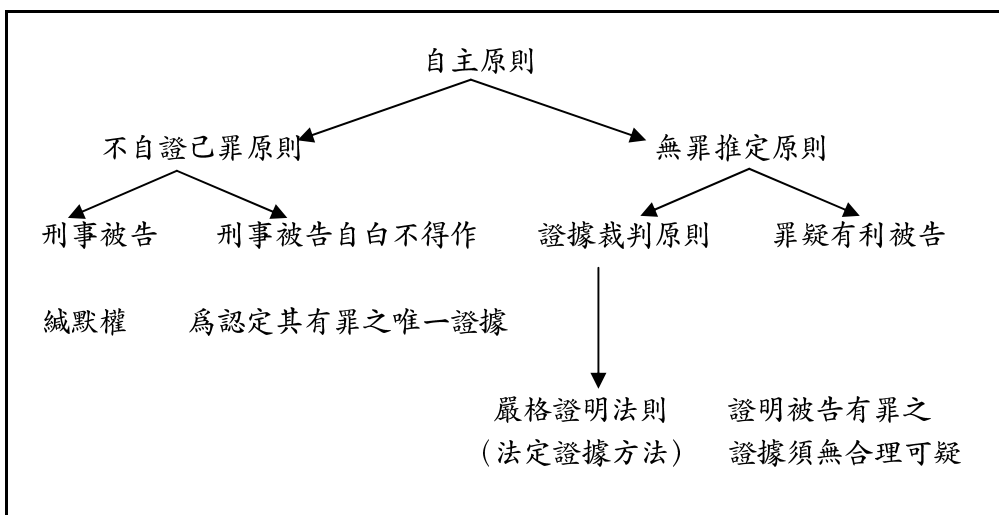 自主原則
不自證己罪原則 無罪推定原則
刑事被告 刑事被告自白不得作 證據裁判原則 罪疑有利被告
緘默權 為認定其有罪之唯一證據
嚴格證明法則 證明被告有罪之
(法定證據方法) 證據須無合理可疑